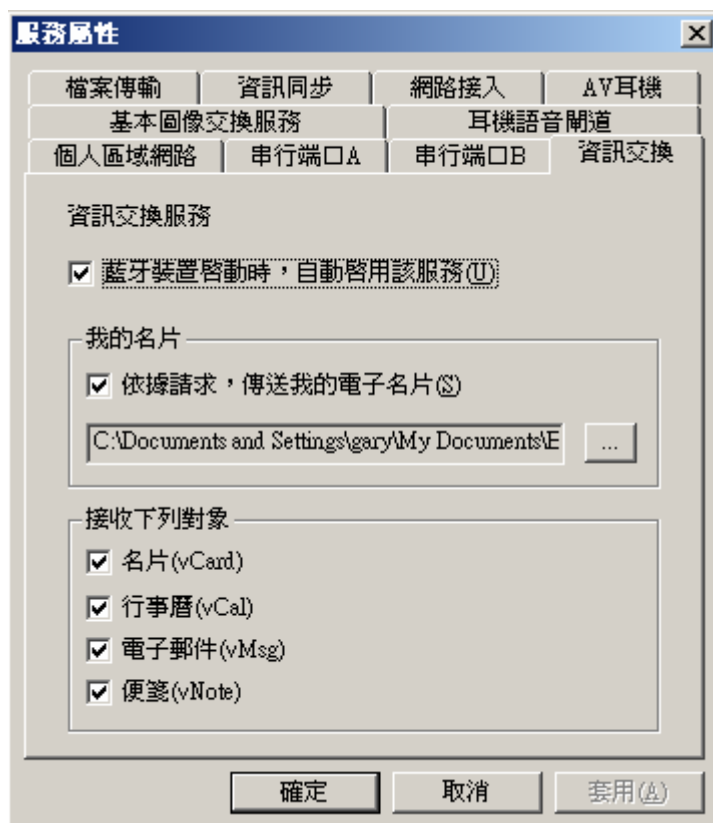 服務屬性
檔案傳輸 資訊同步 網路接入 AV耳機
基本圖像交換服務 耳機語音閘道
個人區域網路 串行端口A 串行端口B 資訊交換
資訊交換服務
藍牙裝置啓動時，自動啓用該服務(U)
我的名片
依據請求，傳送我的電子名片(S)
C:\Documents and Settings\gary\My Documents\E ...
接收下列對象
名片(vCard)
行事曆(vCal)
電子郵件(vMsg)
便箋(vNote)
確定 取消 套用(A)